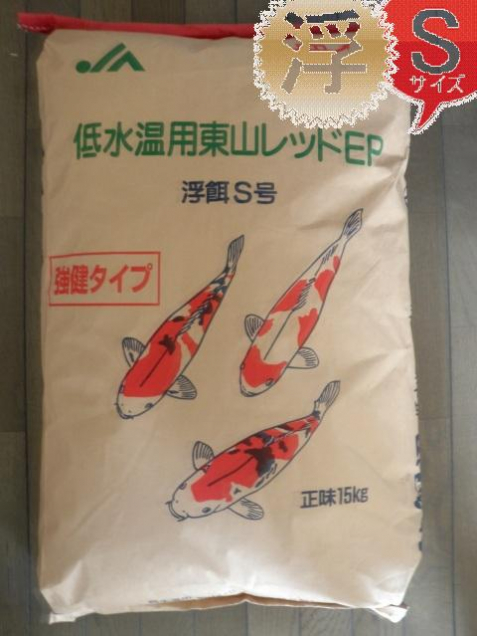 浮
S
サイズ
JA
低水温用東山レッドEP
浮餌S号
強健タイプ
正味15kg